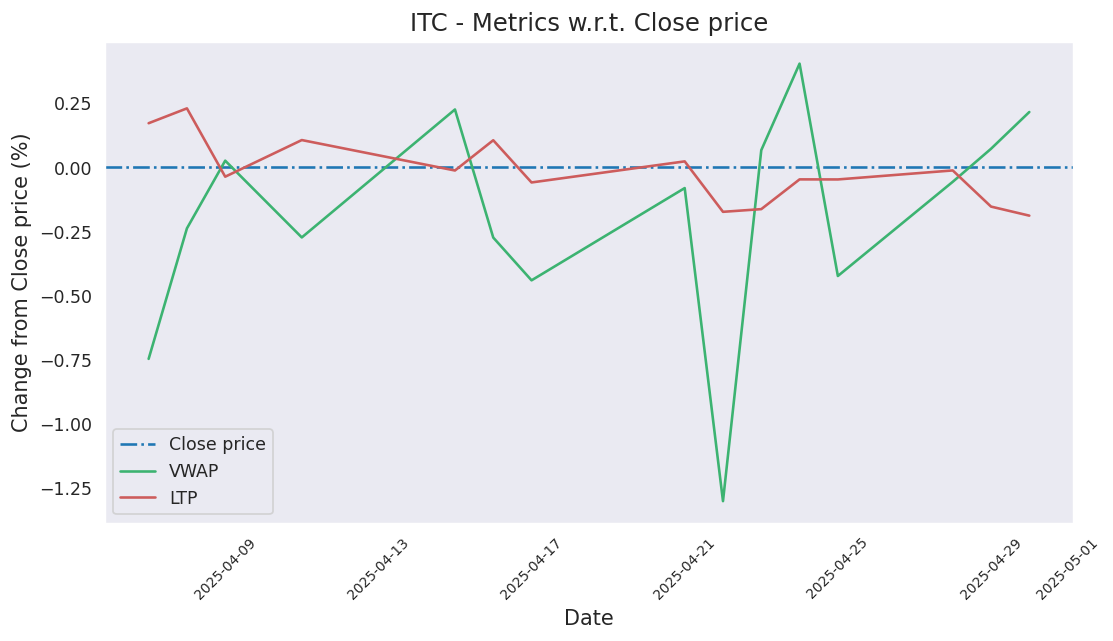 ITC - Metrics w.r.t. Close price
Change from Close price (%)
0.25
0.00
−0.25
−0.50
−0.75
−1.00
−1.25
Close price
VWAP
LTP
2025-04-09
2025-04-13
2025-04-17
2025-04-21
2025-04-25
2025-04-29
2025-05-01
Date